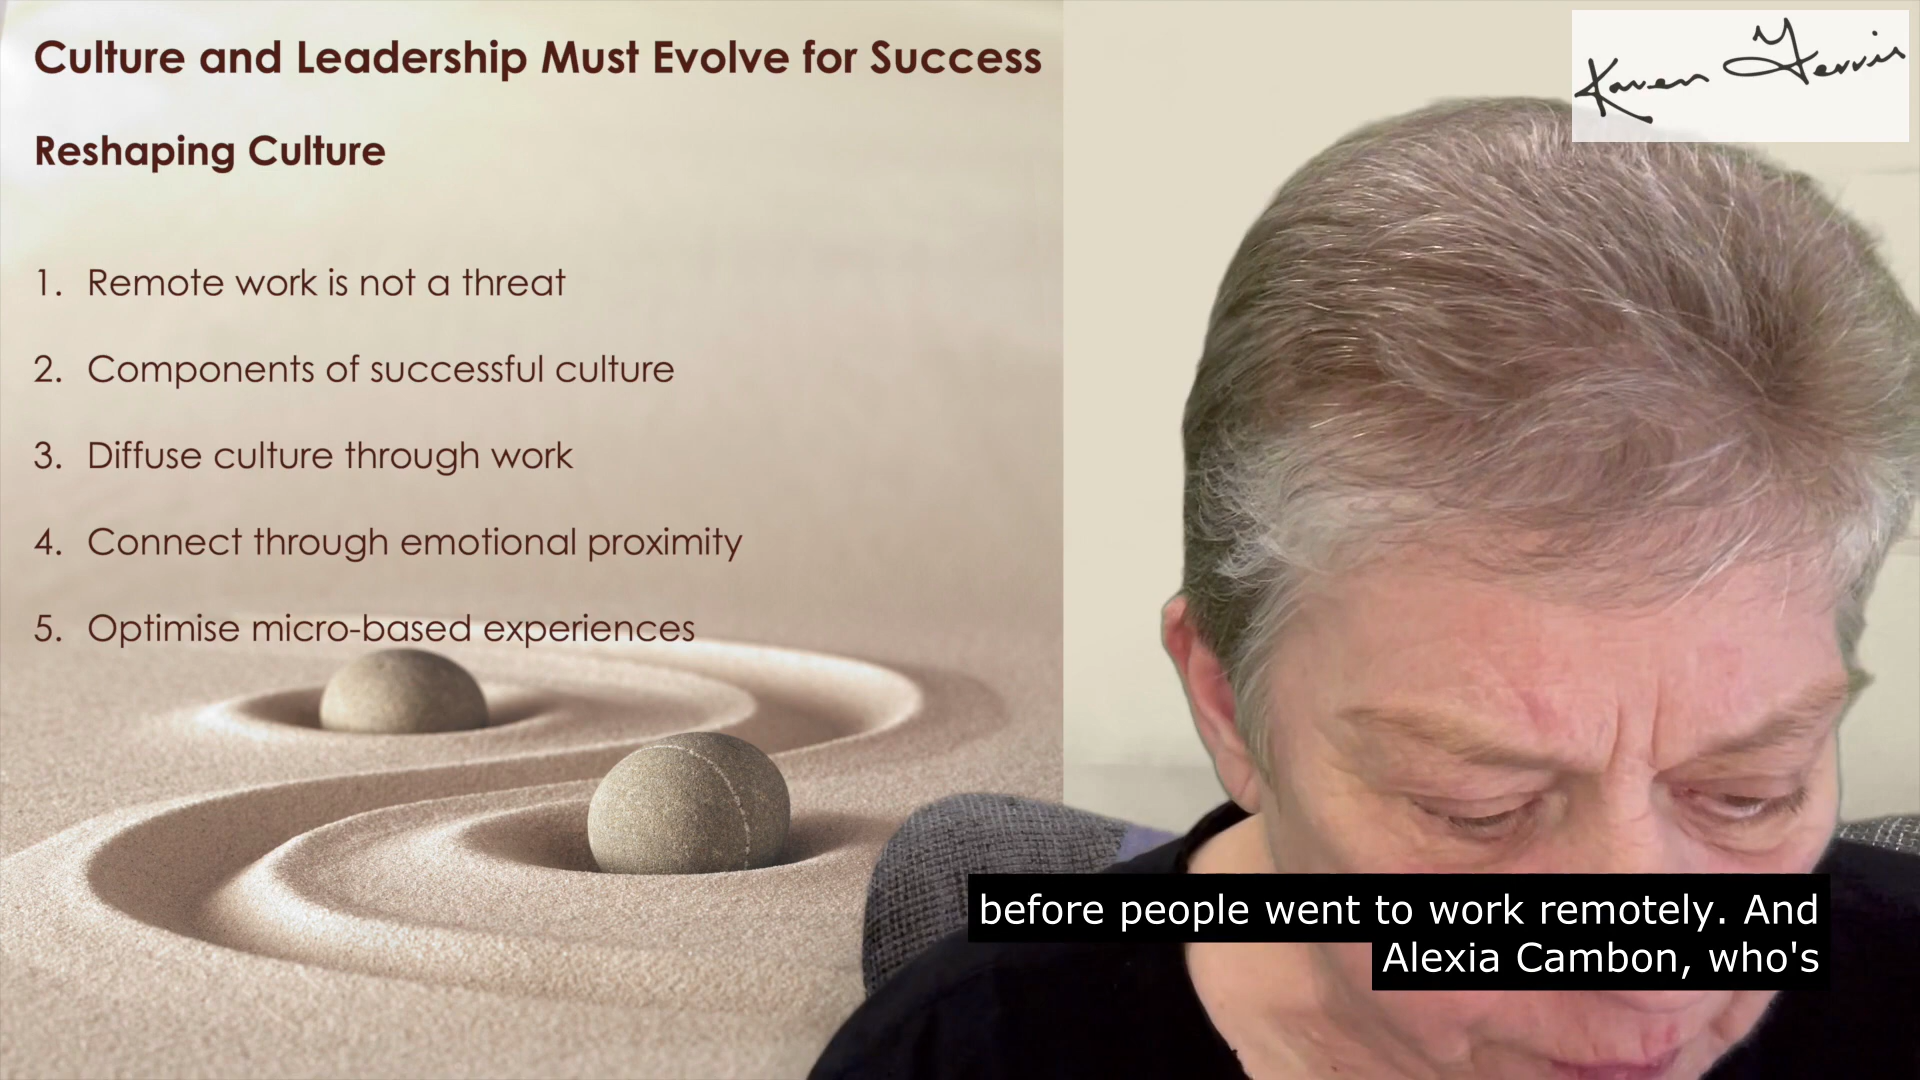 Culture and Leadership Must Evolve for Success
Reshaping Culture
1. Remote work is not a threat
2. Components of successful culture
3. Diffuse culture through work
4. Connect through emotional proximity
5. Optimise micro-based experiences
Karen Ferris
before people went to work remotely. And
Alexia Cambon, who's